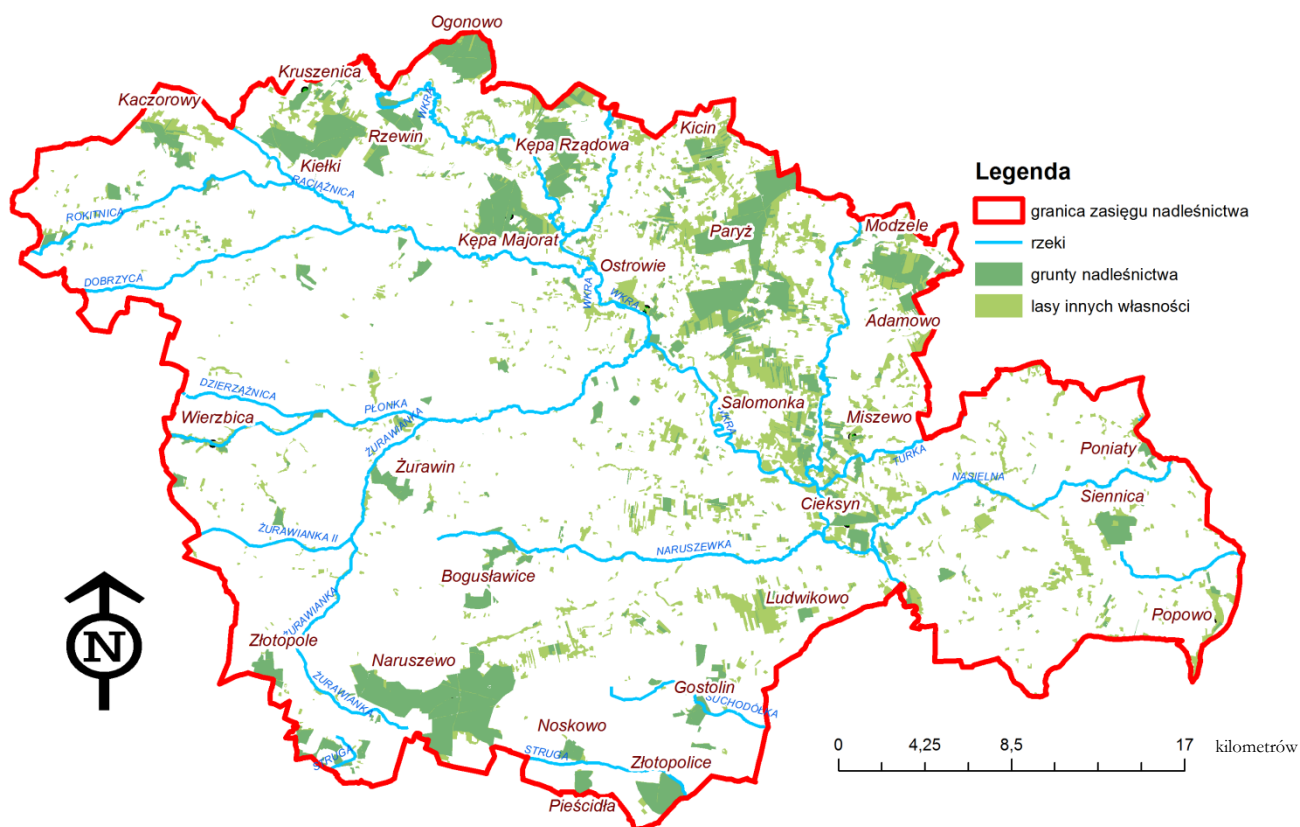 Ogonowo
Kruszenica
Kaczorowy
WKRA
Rzewin
Kicin
Kępa Rządowa
Kiełki
RACIĄŻNICA
ROKITNICA
Kępa Majorat
Paryż
Modzele
DOBRZYCA
Ostrowie
WKRA
WKRA
Adamowo
Legenda
granica zasięgu nadleśnictwa
rzeki
grunty nadleśnictwa
lasy innych własności
DZIERZĄŻNICA
PŁONKA
Wierzbica
ŻURAWIANKA
Salomonka
WKRA
Miszewo
TURKA
Poniaty
Żurawin
NASIELNA
Siennica
Cieksyn
ŻURAWIANKA II
NARUSZEWKA
Bogusławice
Ludwikowo
Popowo
ŻURAWIANKA
Złotopole
N
Naruszewo
ŻURAWIANKA
Gostolin
SUCHODÓŁKA
Noskowo
STRUGA
STRUGA
Złotopolice
Pieścidła
0 4,25 8,5 17 kilometrów